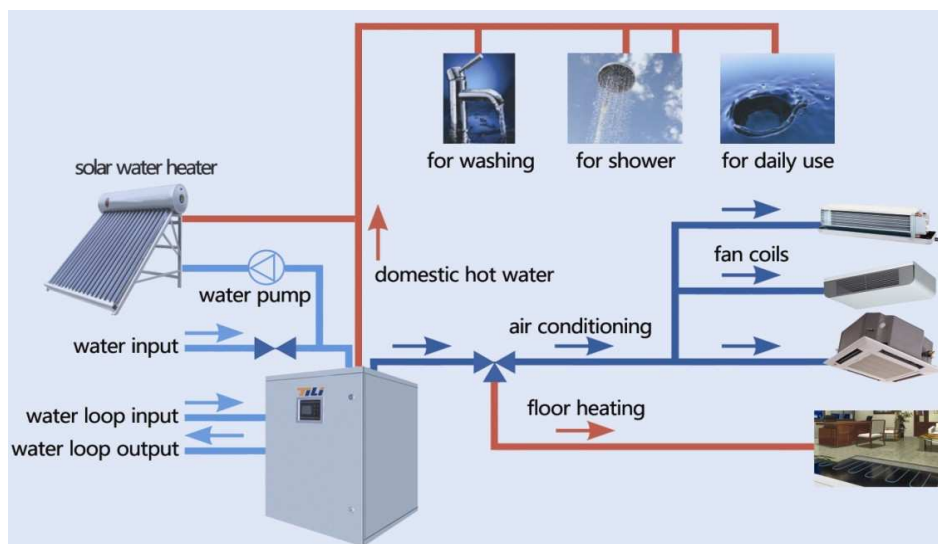 for washing
for shower
for daily use
solar water heater
water pump
domestic hot water
fan coils
water input
air conditioning
water loop input
floor heating
water loop output
TiLi